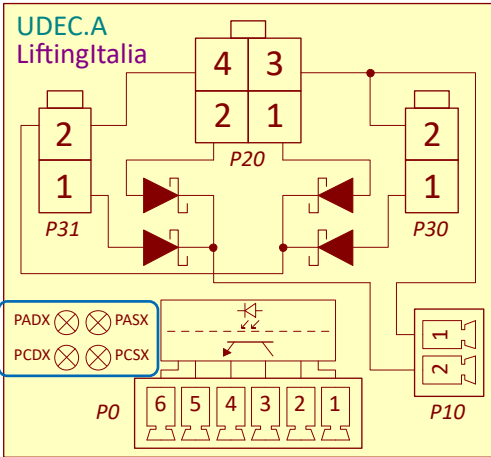 UDEC.A
LiftingItalia
4 3
2 1
P20
2
1
P31
2
1
P30
PADX PASX
PCDX PCSX
1
2
P10
P0
6 5 4 3 2 1